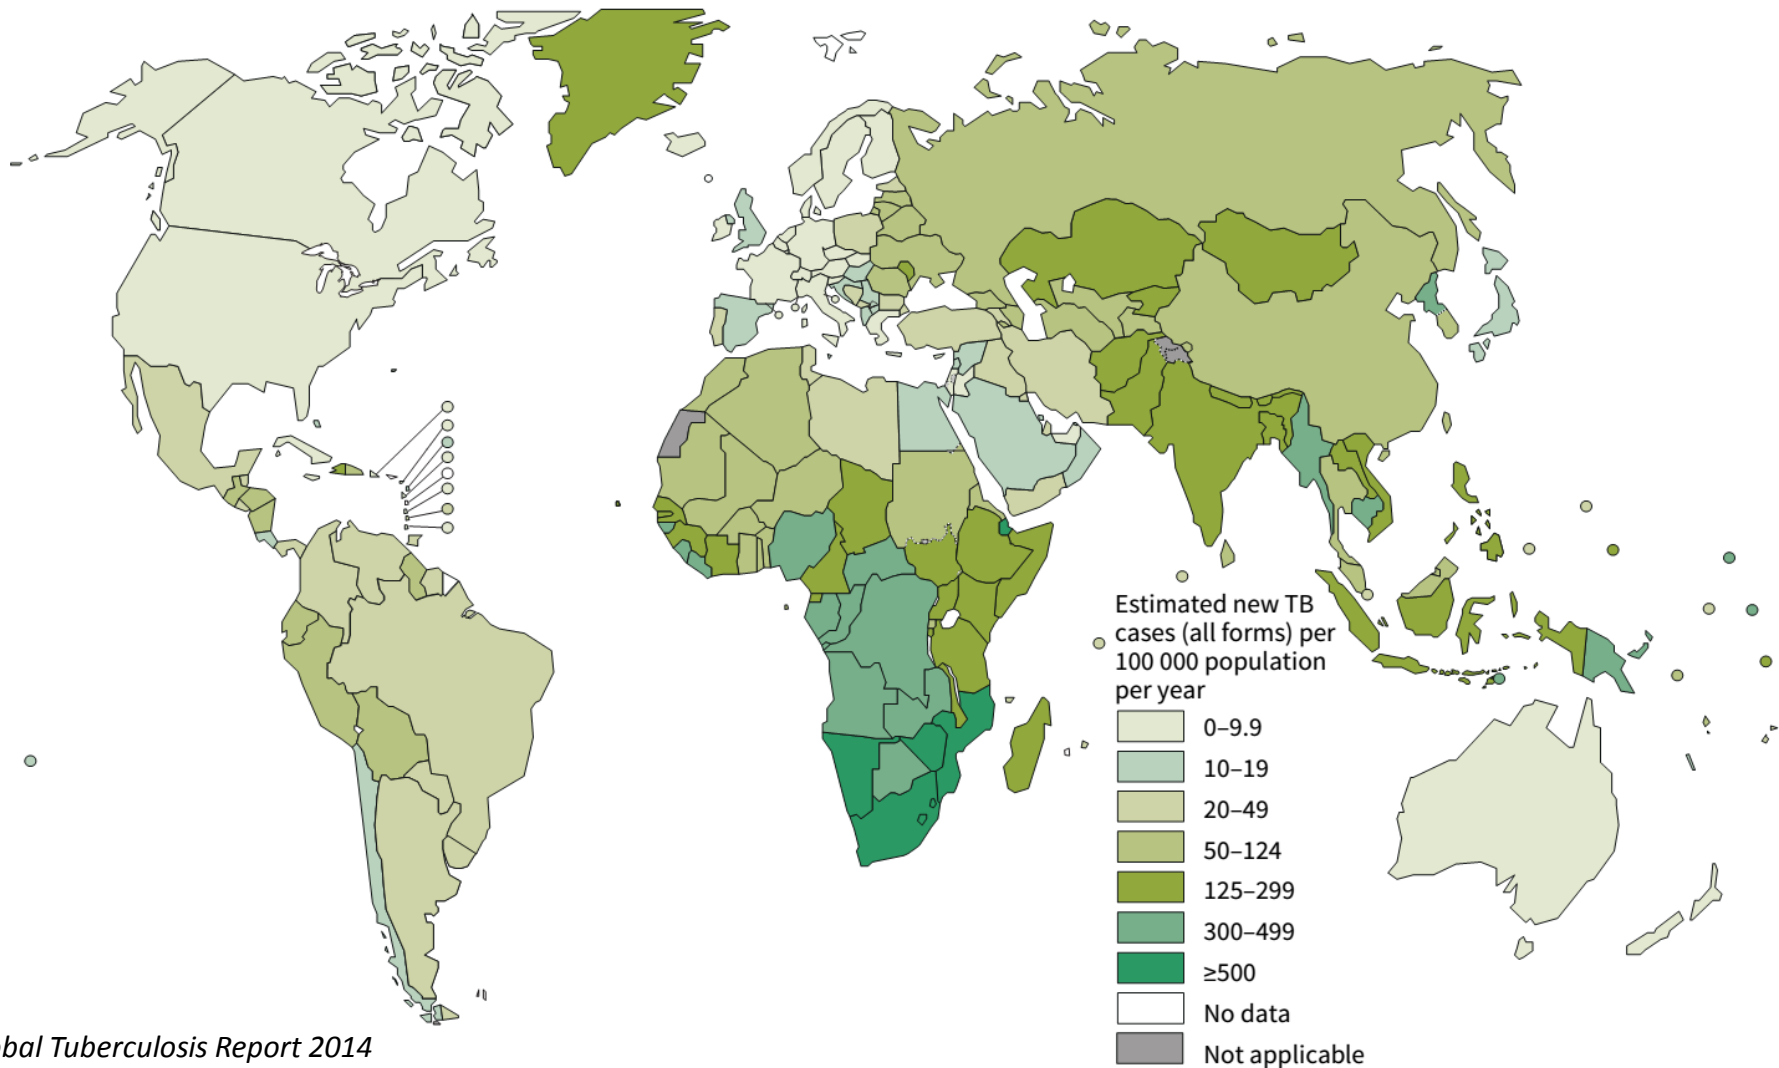 Estimated new TB
cases (all forms) per
100 000 population
per year
0–9.9
10–19
20–49
50–124
125–299
300–499
≥500
No data
Not applicable
obal Tuberculosis Report 2014